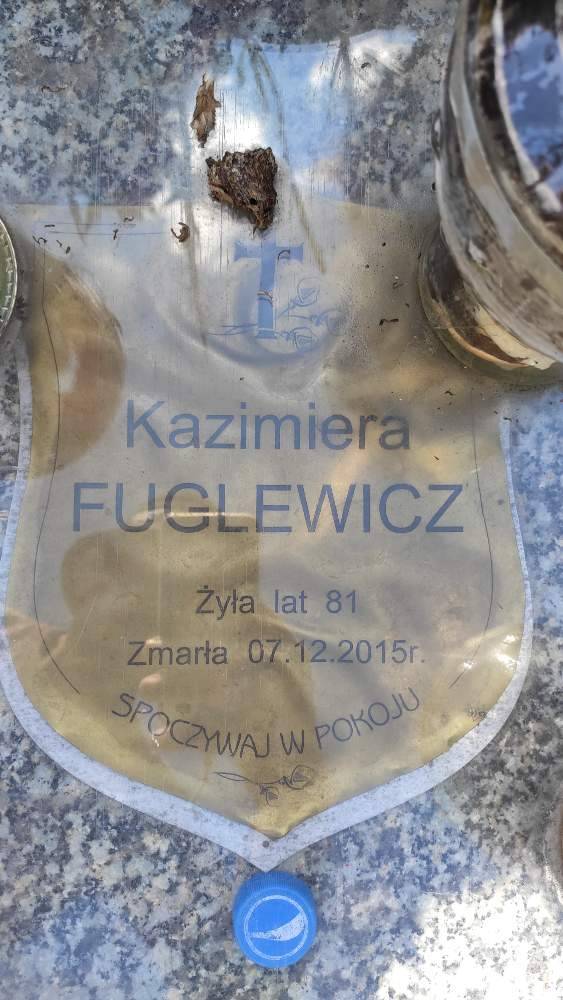 Kazimiera
FUGLEWICZ
Żyła lat 81
Zmarła 07.12.2015r.
SPOCZYWAJ W POKOJU